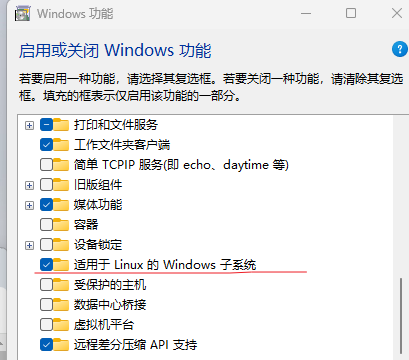 Windows 功能
启用或关闭 Windows 功能
若要启用一种功能，请选择其复选框。若要关闭一种功能，请清除其复选
框。填充的框表示仅启用该功能的一部分。
打印和文件服务
工作文件夹客户端
简单 TCPIP 服务(即 echo、daytime 等)
旧版组件
媒体功能
容器
设备锁定
适用于 Linux 的 Windows 子系统
受保护的主机
数据中心桥接
虚拟机平台
远程差分压缩 API 支持